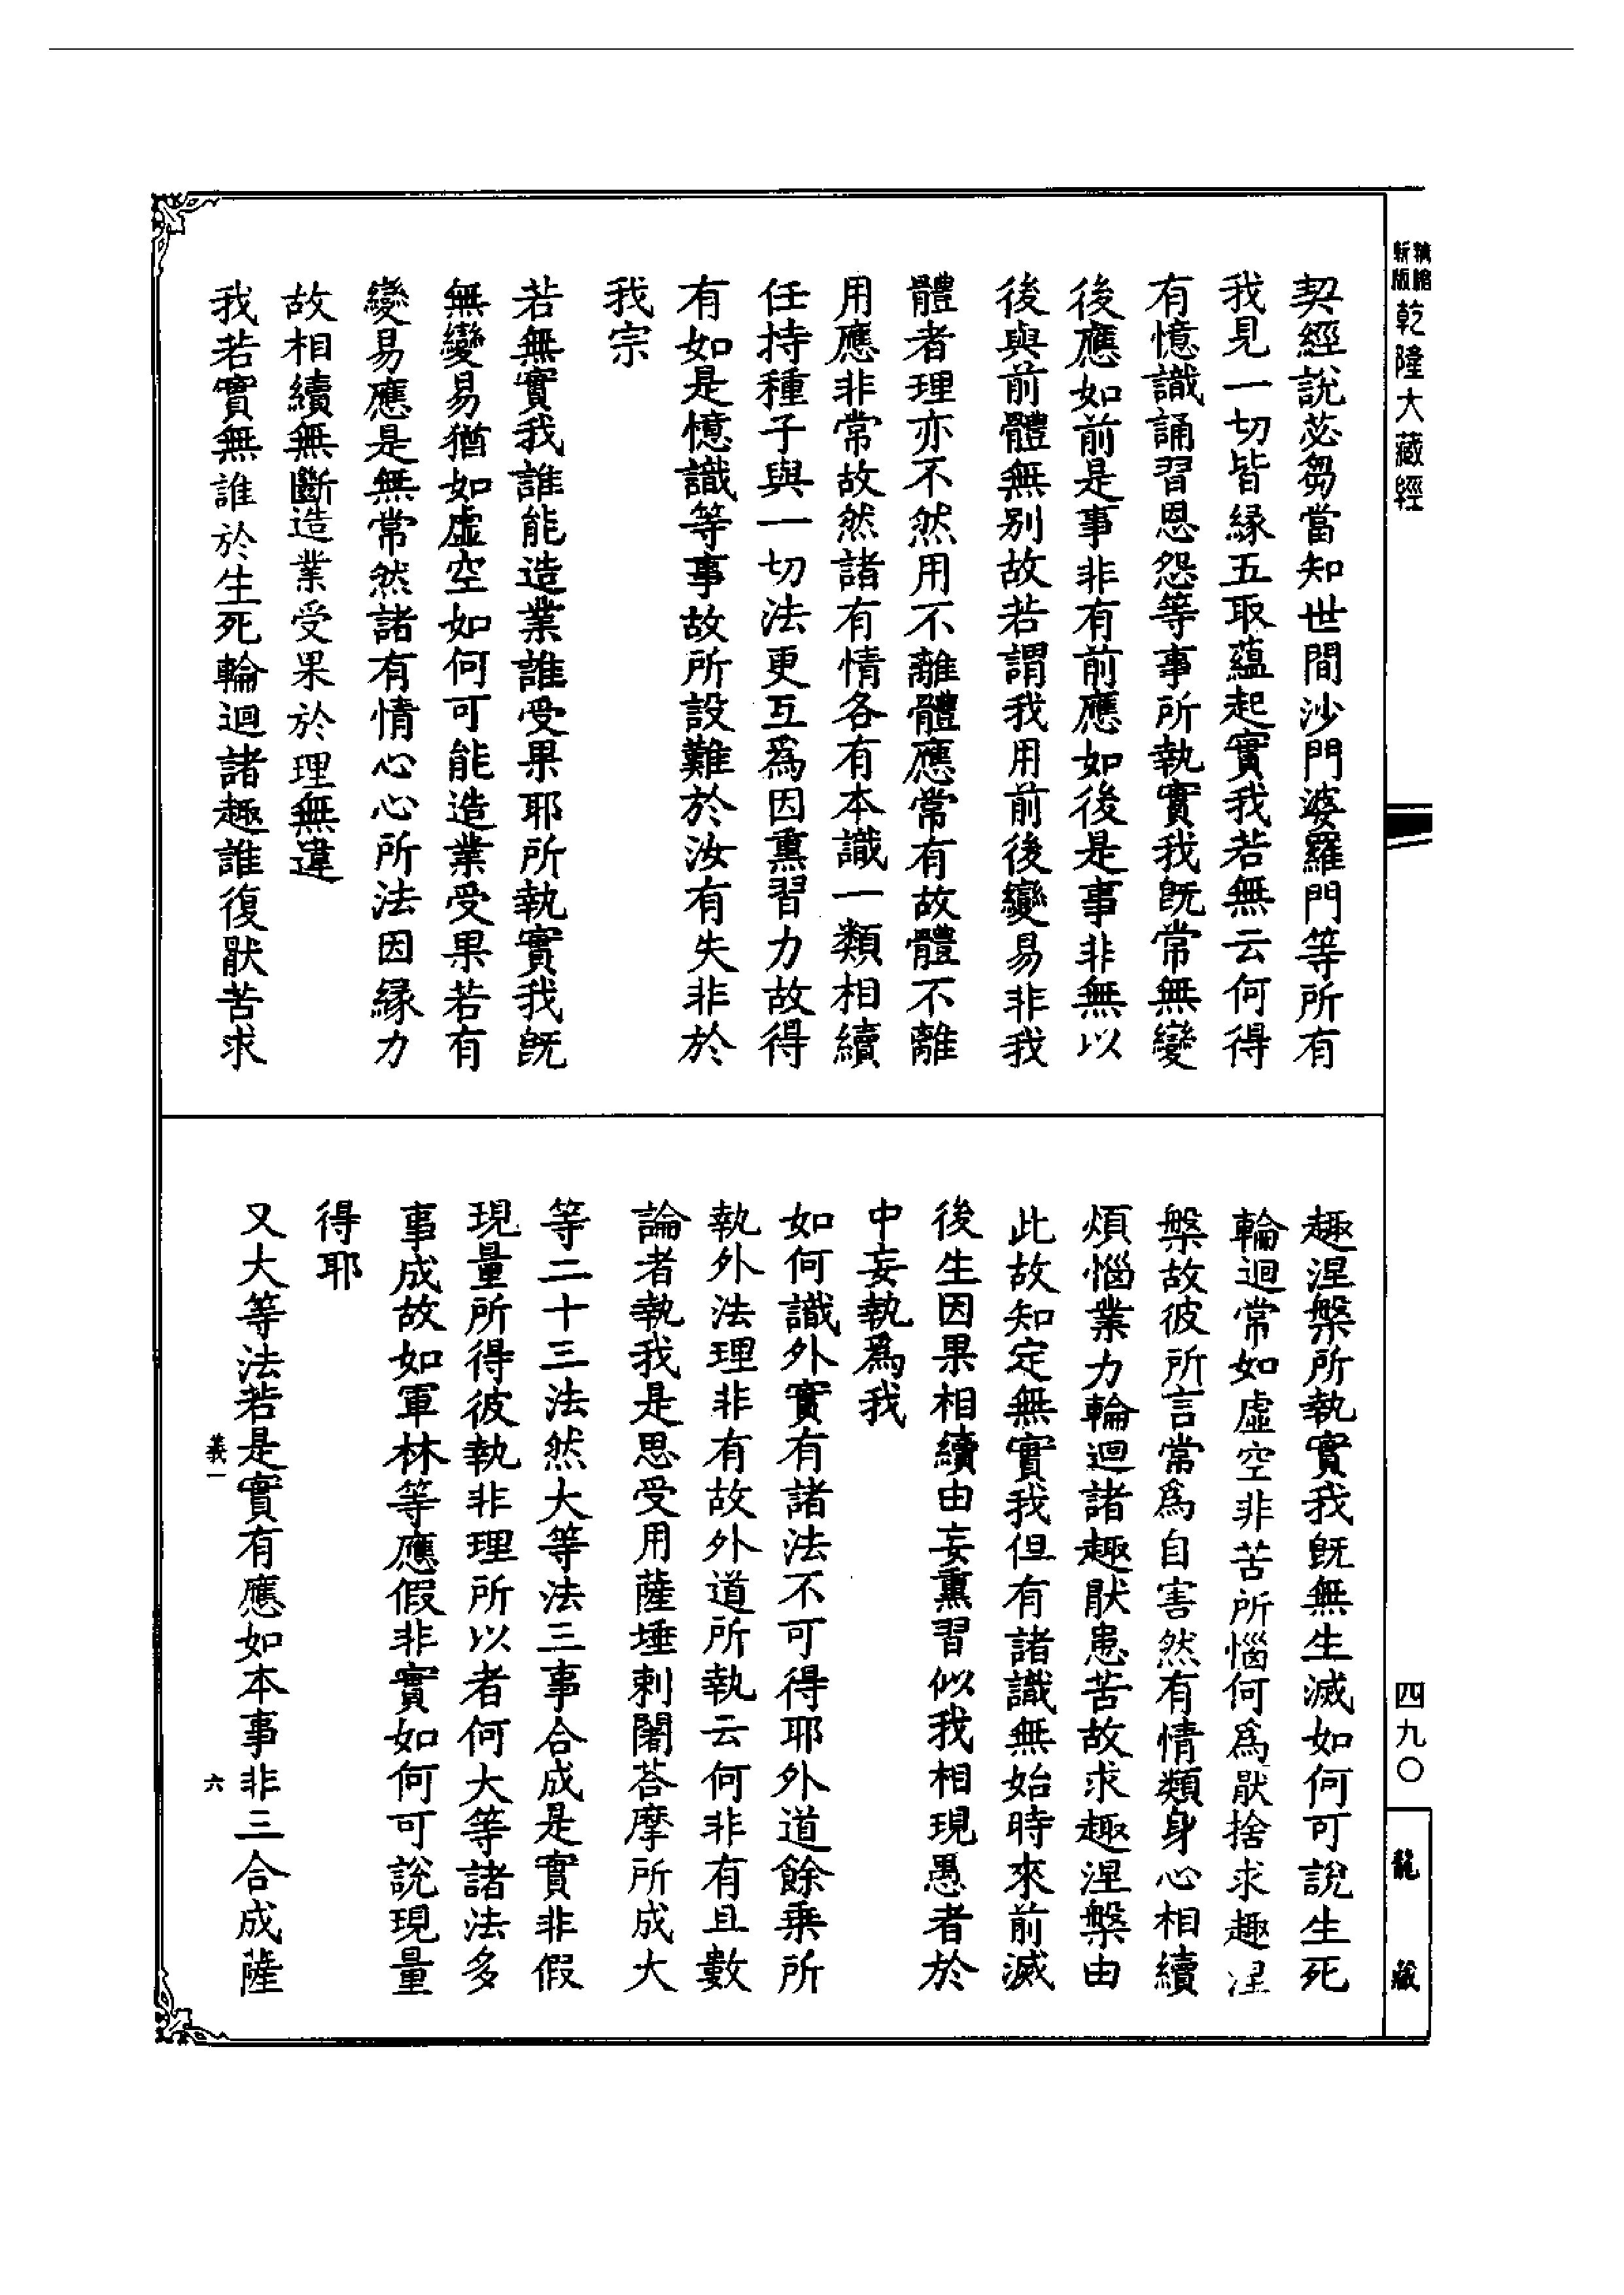 新版
精縮
乾隆大藏經
契經說苾芻當知世間沙門婆羅門等所有
我見一切皆緣五取蘊起實我若無云何得
有憶識誦習恩怨等事所執實我旣常無變
後應如前是事非有前應如後是事非無以
後與前體無別故若謂我用前後變易非我
體者理亦不然用不離體應常有故體不離
用應非常故然諸有情各有本識一類相續
任持種子與一切法更互爲因熏習力故得
有如是憶識等事故所設難於汝有失非於
我宗
若無實我誰能造業誰受果耶所執實我旣
無變易猶如虛空如何可能造業受果若有
變易應是無常然諸有情心心所法因緣力
故相續無斷造業受果於理無違
我若實無誰於生死輪迴諸趣誰復猒苦求
趣涅槃所執實我旣無生滅如何可說生死
輪迴常如虛空非苦所惱何爲猒捨求趣涅
槃故彼所言常爲自害然有情類身心相續
煩惱業力輪迴諸趣猒患苦故求趣涅槃由
此故知定無實我但有諸識無始時來前滅
後生因果相續由妄熏習似我相現愚者於
中妄執爲我
如何識外實有諸法不可得耶外道餘乘所
執外法理非有故外道所執云何非有且數
論者執我是思受用薩埵剌闍荅摩所成大
等二十三法然大等法三事合成是實非假
現量所得彼執非理所以者何大等諸法多
事成故如軍林等應假非實如何可說現量
得耶
又大等法若是實有應如本事非三合成薩
義一
六
四九〇
龍藏